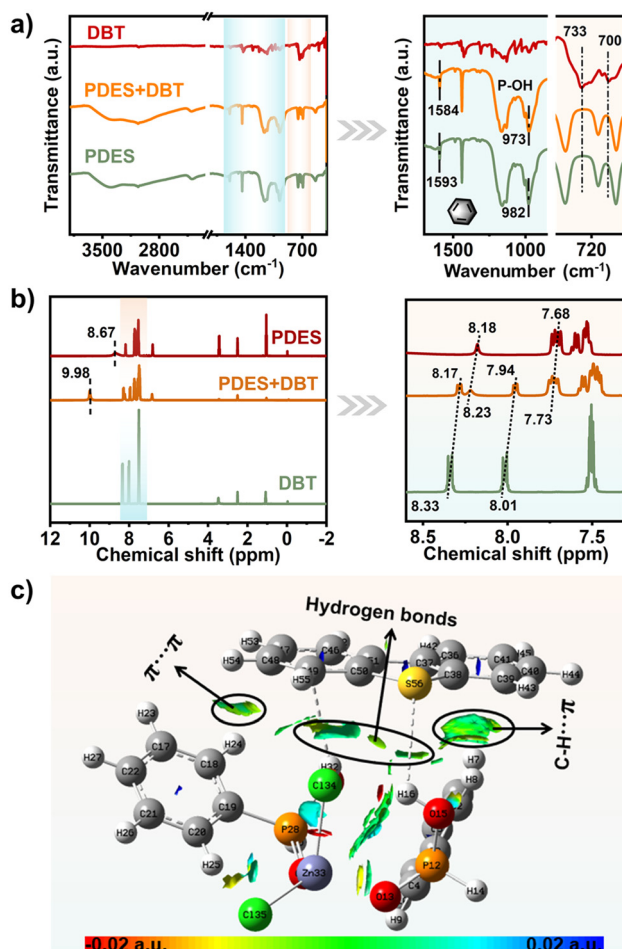 a)
DBT
PDES+DBT
PDES
Transmittance (a.u.)
3500 2800 1400 700
Wavenumber (cm⁻¹)
733
700
P-OH
1584
973
1593
982
Transmittance (a.u.)
1500 1000 720
Wavenumber (cm⁻¹)
b)
8.67
PDES
9.98
PDES+DBT
DBT
12 10 8 6 4 2 0 -2
Chemical shift (ppm)
8.18
7.68
8.17
7.94
8.23
7.73
8.33
8.01
8.5 8.0 7.5
Chemical shift (ppm)
c)
Hydrogen bonds
π···π
C-H···π
H53
C46
C48
H54
H55
C50
C37
C36
C41
C40
H44
S56
C38
C39
H43
H23
C17
H24
H27
C22
C18
C21
C19
C20
H26
H25
P28
H32
Cl34
Zn33
Cl35
H7
H8
H16
O15
P12
H14
C4
O13
H9
-0.02 a.u.
0.02 a.u.